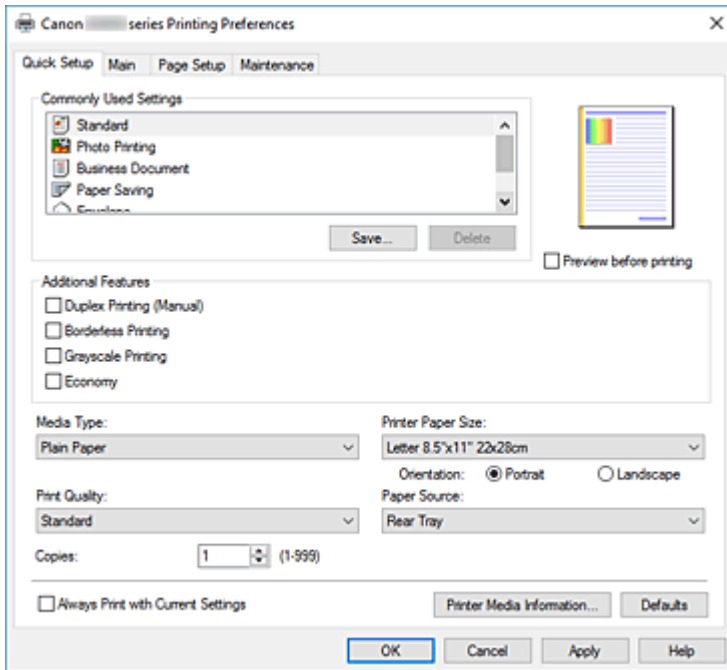 Canon series Printing Preferences
Quick Setup Main Page Setup Maintenance
Commonly Used Settings
Standard
Photo Printing
Business Document
Paper Saving
Envelope
Save... Delete
Preview before printing
Additional Features
Duplex Printing (Manual)
Borderless Printing
Grayscale Printing
Economy
Media Type: Printer Paper Size:
Plain Paper Letter 8.5"x11" 22x28cm
Orientation: Portrait Landscape
Print Quality: Paper Source:
Standard Rear Tray
Copies: 1 (1-999)
Always Print with Current Settings Printer Media Information... Defaults
OK Cancel Apply Help